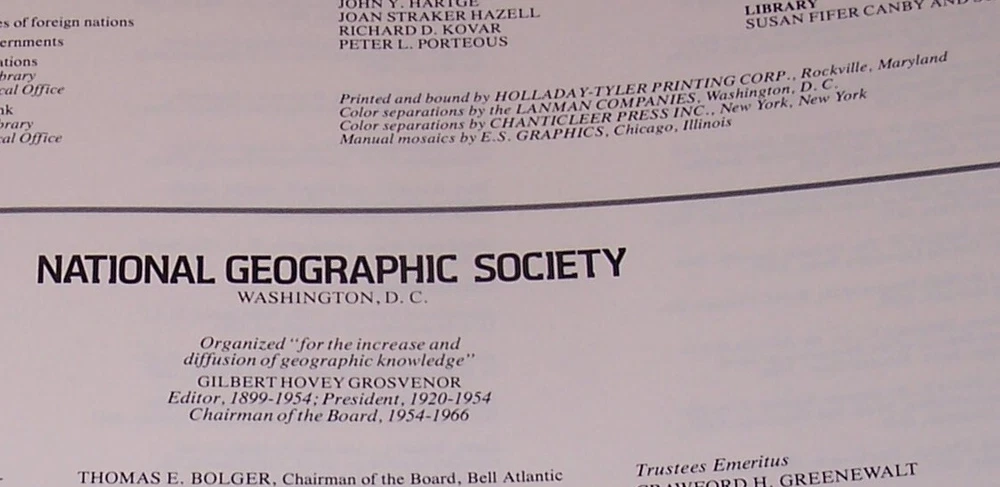 es of foreign nations
ernments
ations
brary
cal Office
nk
brary
cal Office
JOHN Y. HARTGE
JOAN STRAKER HAZELL
RICHARD D. KOVAR
PETER L. PORTEOUS
LIBRARY
SUSAN FIFER CANBY AND
Printed and bound by HOLLADAY-TYLER PRINTING CORP., Rockville, Maryland
Color separations by the LANMAN COMPANIES, Washington, D. C.
Color separations by CHANTICLEER PRESS INC., New York, New York
Manual mosaics by E.S. GRAPHICS, Chicago, Illinois
NATIONAL GEOGRAPHIC SOCIETY
WASHINGTON, D. C.
Organized "for the increase and
diffusion of geographic knowledge"
GILBERT HOVEY GROSVENOR
Editor, 1899-1954; President, 1920-1954
Chairman of the Board, 1954-1966
THOMAS E. BOLGER, Chairman of the Board, Bell Atlantic
Trustees Emeritus
CRAWFORD H. GREENEWALT